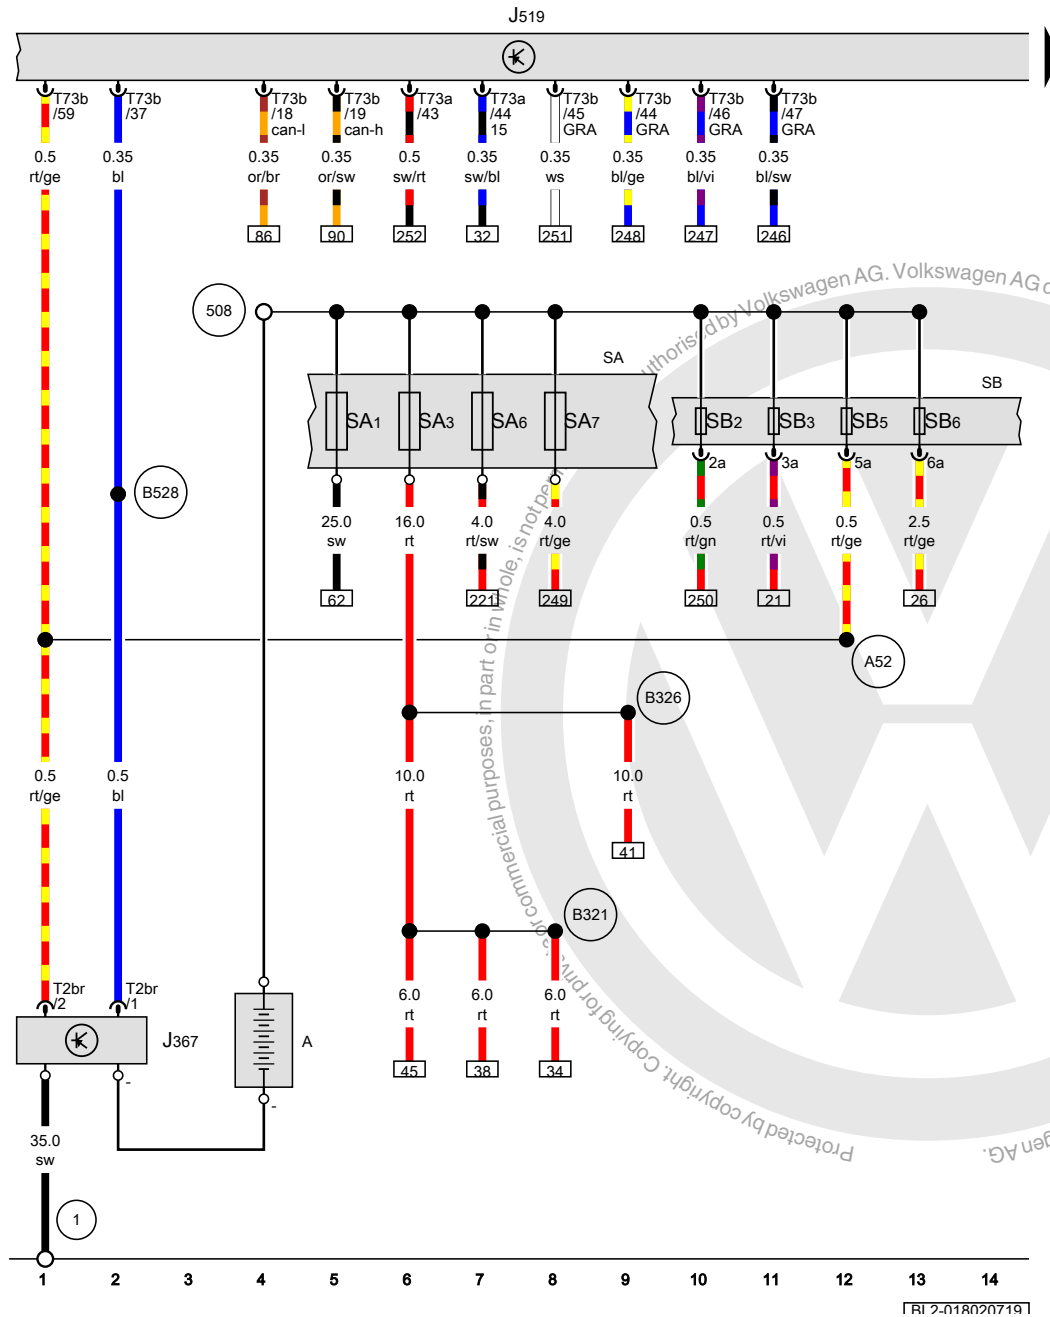 J519
T73b
/59
T73b
/37
T73b
/18
can-l
T73b
/19
can-h
T73a
/43
T73a
/44
15
T73b
/45
GRA
T73b
/44
GRA
T73b
/46
GRA
T73b
/47
GRA
0.5
rt/ge
0.35
bl
0.35
or/br
0.35
or/sw
0.5
sw/rt
0.35
sw/bl
0.35
ws
0.35
bl/ge
0.35
bl/vi
0.35
bl/sw
86
90
252
32
251
248
247
246
508
SA
SB
SA1
SA3
SA6
SA7
SB2
SB3
SB5
SB6
2a
3a
5a
6a
B528
25.0
sw
16.0
rt
4.0
rt/sw
4.0
rt/ge
0.5
rt/gn
0.5
rt/vi
0.5
rt/ge
2.5
rt/ge
62
221
249
250
21
26
A52
B326
0.5
rt/ge
0.5
bl
10.0
rt
10.0
rt
41
B321
T2br
/2
T2br
/1
6.0
rt
6.0
rt
6.0
rt
J367
A
45
38
34
-
-
35.0
sw
1
1 2 3 4 5 6 7 8 9 10 11 12 13 14
BL2-018020719
Protected by copyright. Copying for private or commercial purposes, in part or in whole, is not
Volkswagen AG. Volkswagen AG